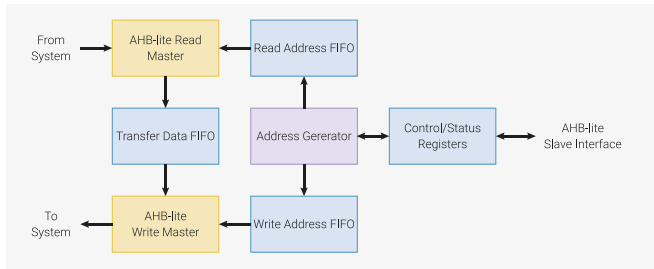 From
System
AHB-lite Read
Master
Read Address FIFO
Transfer Data FIFO
Address Gererator
Control/Status
Registers
AHB-lite
Slave Interface
To
System
AHB-lite
Write Master
Write Address FIFO